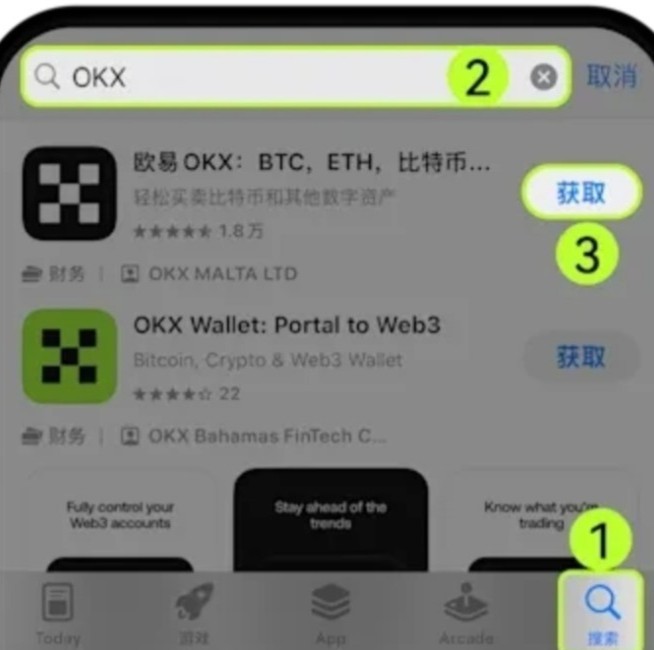 OKX
2
取消
欧易OKX：BTC，ETH，比特币...
轻松买卖比特币和其他数字资产
获取
1.8万
3
财务
OKX MALTA LTD
OKX Wallet: Portal to Web3
Bitcoin, Crypto & Web3 Wallet
获取
22
财务
OKX Bahamas FinTech C...
Fully control your
Web3 accounts
Stay ahead of the
trends
Know what you're
trading
1
Today
游戏
App
Arcade
搜索